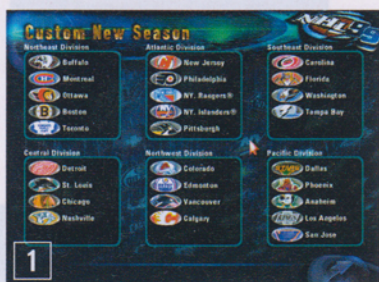 Custom New Season
NHL 99
Northeast Division
Buffalo
Montreal
Ottawa
Boston
Toronto
Atlantic Division
New Jersey
Philadelphia
NY. Rangers®
NY. Islanders®
Pittsburgh
Southeast Division
Carolina
Florida
Washington
Tampa Bay
Central Division
Detroit
St. Louis
Chicago
Nashville
Northwest Division
Colorado
Edmonton
Vancouver
Calgary
Pacific Division
Dallas
Phoenix
Anaheim
Los Angeles
San Jose
1